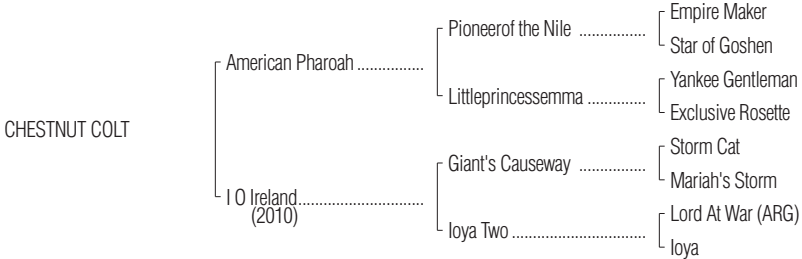 Empire Maker
Pioneerof the Nile ................
Star of Goshen
American Pharoah ................
Yankee Gentleman
Littleprincessemma ..............
Exclusive Rosette
CHESTNUT COLT
Storm Cat
Giant's Causeway ................
Mariah's Storm
I O Ireland..............................
(2010)
Lord At War (ARG)
Ioya Two ................................
Ioya